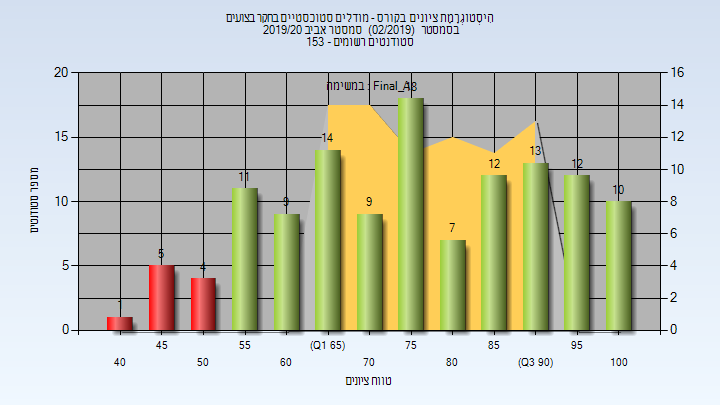 היסטוגרמת ציונים בקורס - מודלים סטוכסטיים בחקר בצועים
בסמסטר (02/2019) סמסטר אביב 2019/20
סטודנטים רשומים - 153
במשימה : Final_A
20 15 10 5 0
16 14 12 10 8 6 4 2 0
מספר סטודנטים
1 5 4 11 9 14 9 18 7 12 13 12 10
45 55 (Q1 65) 75 85 95
40 50 60 70 80 (Q3 90) 100
טווח ציונים